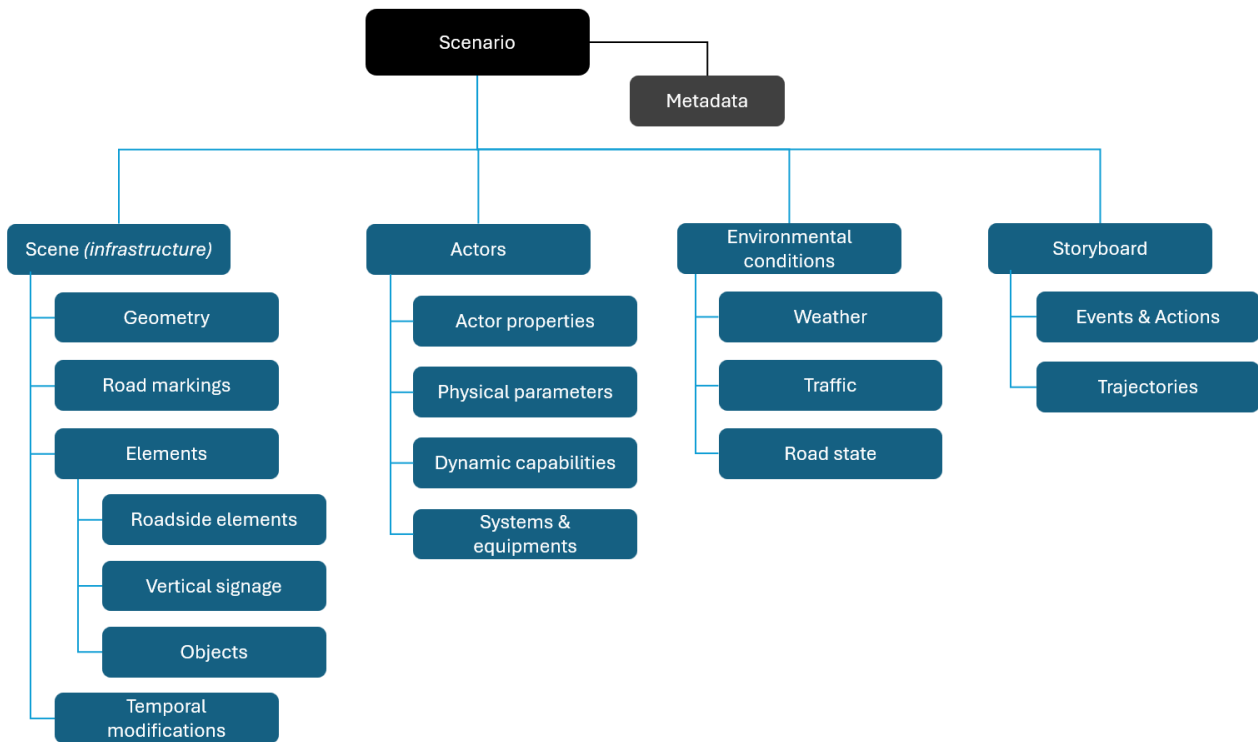 Scenario
Metadata
Scene (infrastructure)
Geometry
Road markings
Elements
Roadside elements
Vertical signage
Objects
Temporal
modifications
Actors
Actor properties
Physical parameters
Dynamic capabilities
Systems &
equipments
Environmental
conditions
Weather
Traffic
Road state
Storyboard
Events & Actions
Trajectories